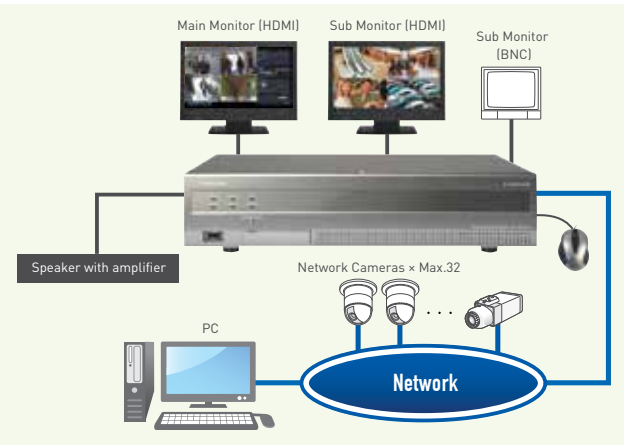 Main Monitor (HDMI)
Sub Monitor (HDMI)
Sub Monitor
(BNC)
Speaker with amplifier
Network Cameras × Max.32
. . .
PC
Network